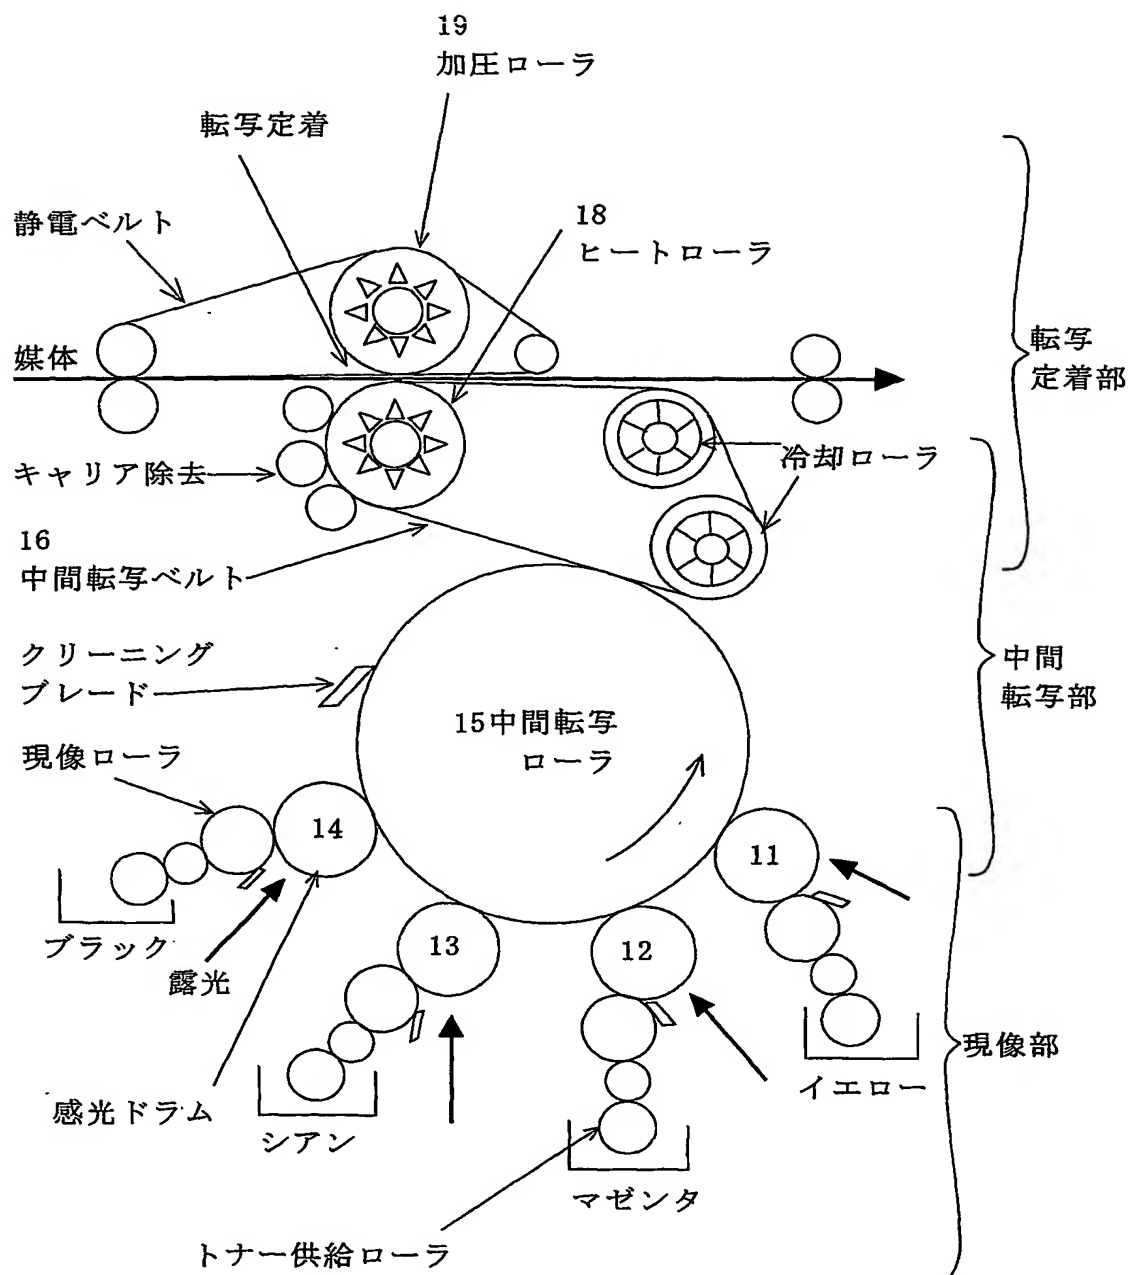 19
加圧ローラ
転写定着
静電ベルト
18
ヒートローラ
媒体
転写
定着部
キャリア除去
冷却ローラ
16
中間転写ベルト
クリーニング
ブレード
中間
転写部
15中間転写
ローラ
現像ローラ
14
11
ブラック
露光
13
12
現像部
イエロー
感光ドラム
シアン
マゼンタ
トナー供給ローラ